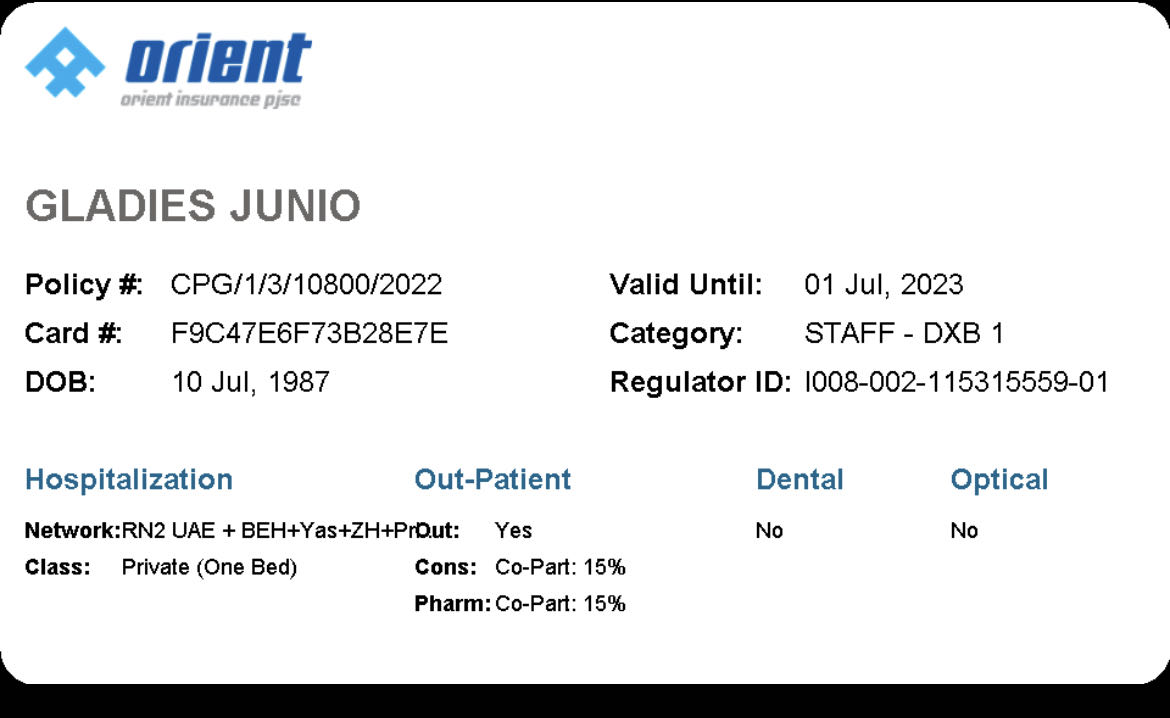 orient
orient insurance pjsc
GLADIES JUNIO
Policy #: CPG/1/3/10800/2022 Valid Until: 01 Jul, 2023
Card #: F9C47E6F73B28E7E Category: STAFF - DXB 1
DOB: 10 Jul, 1987 Regulator ID: I008-002-115315559-01
Hospitalization Out-Patient Dental Optical
Network: RN2 UAE + BEH+Yas+ZH+Pr Out: Yes No No
Class: Private (One Bed) Cons: Co-Part: 15%
Pharm: Co-Part: 15%